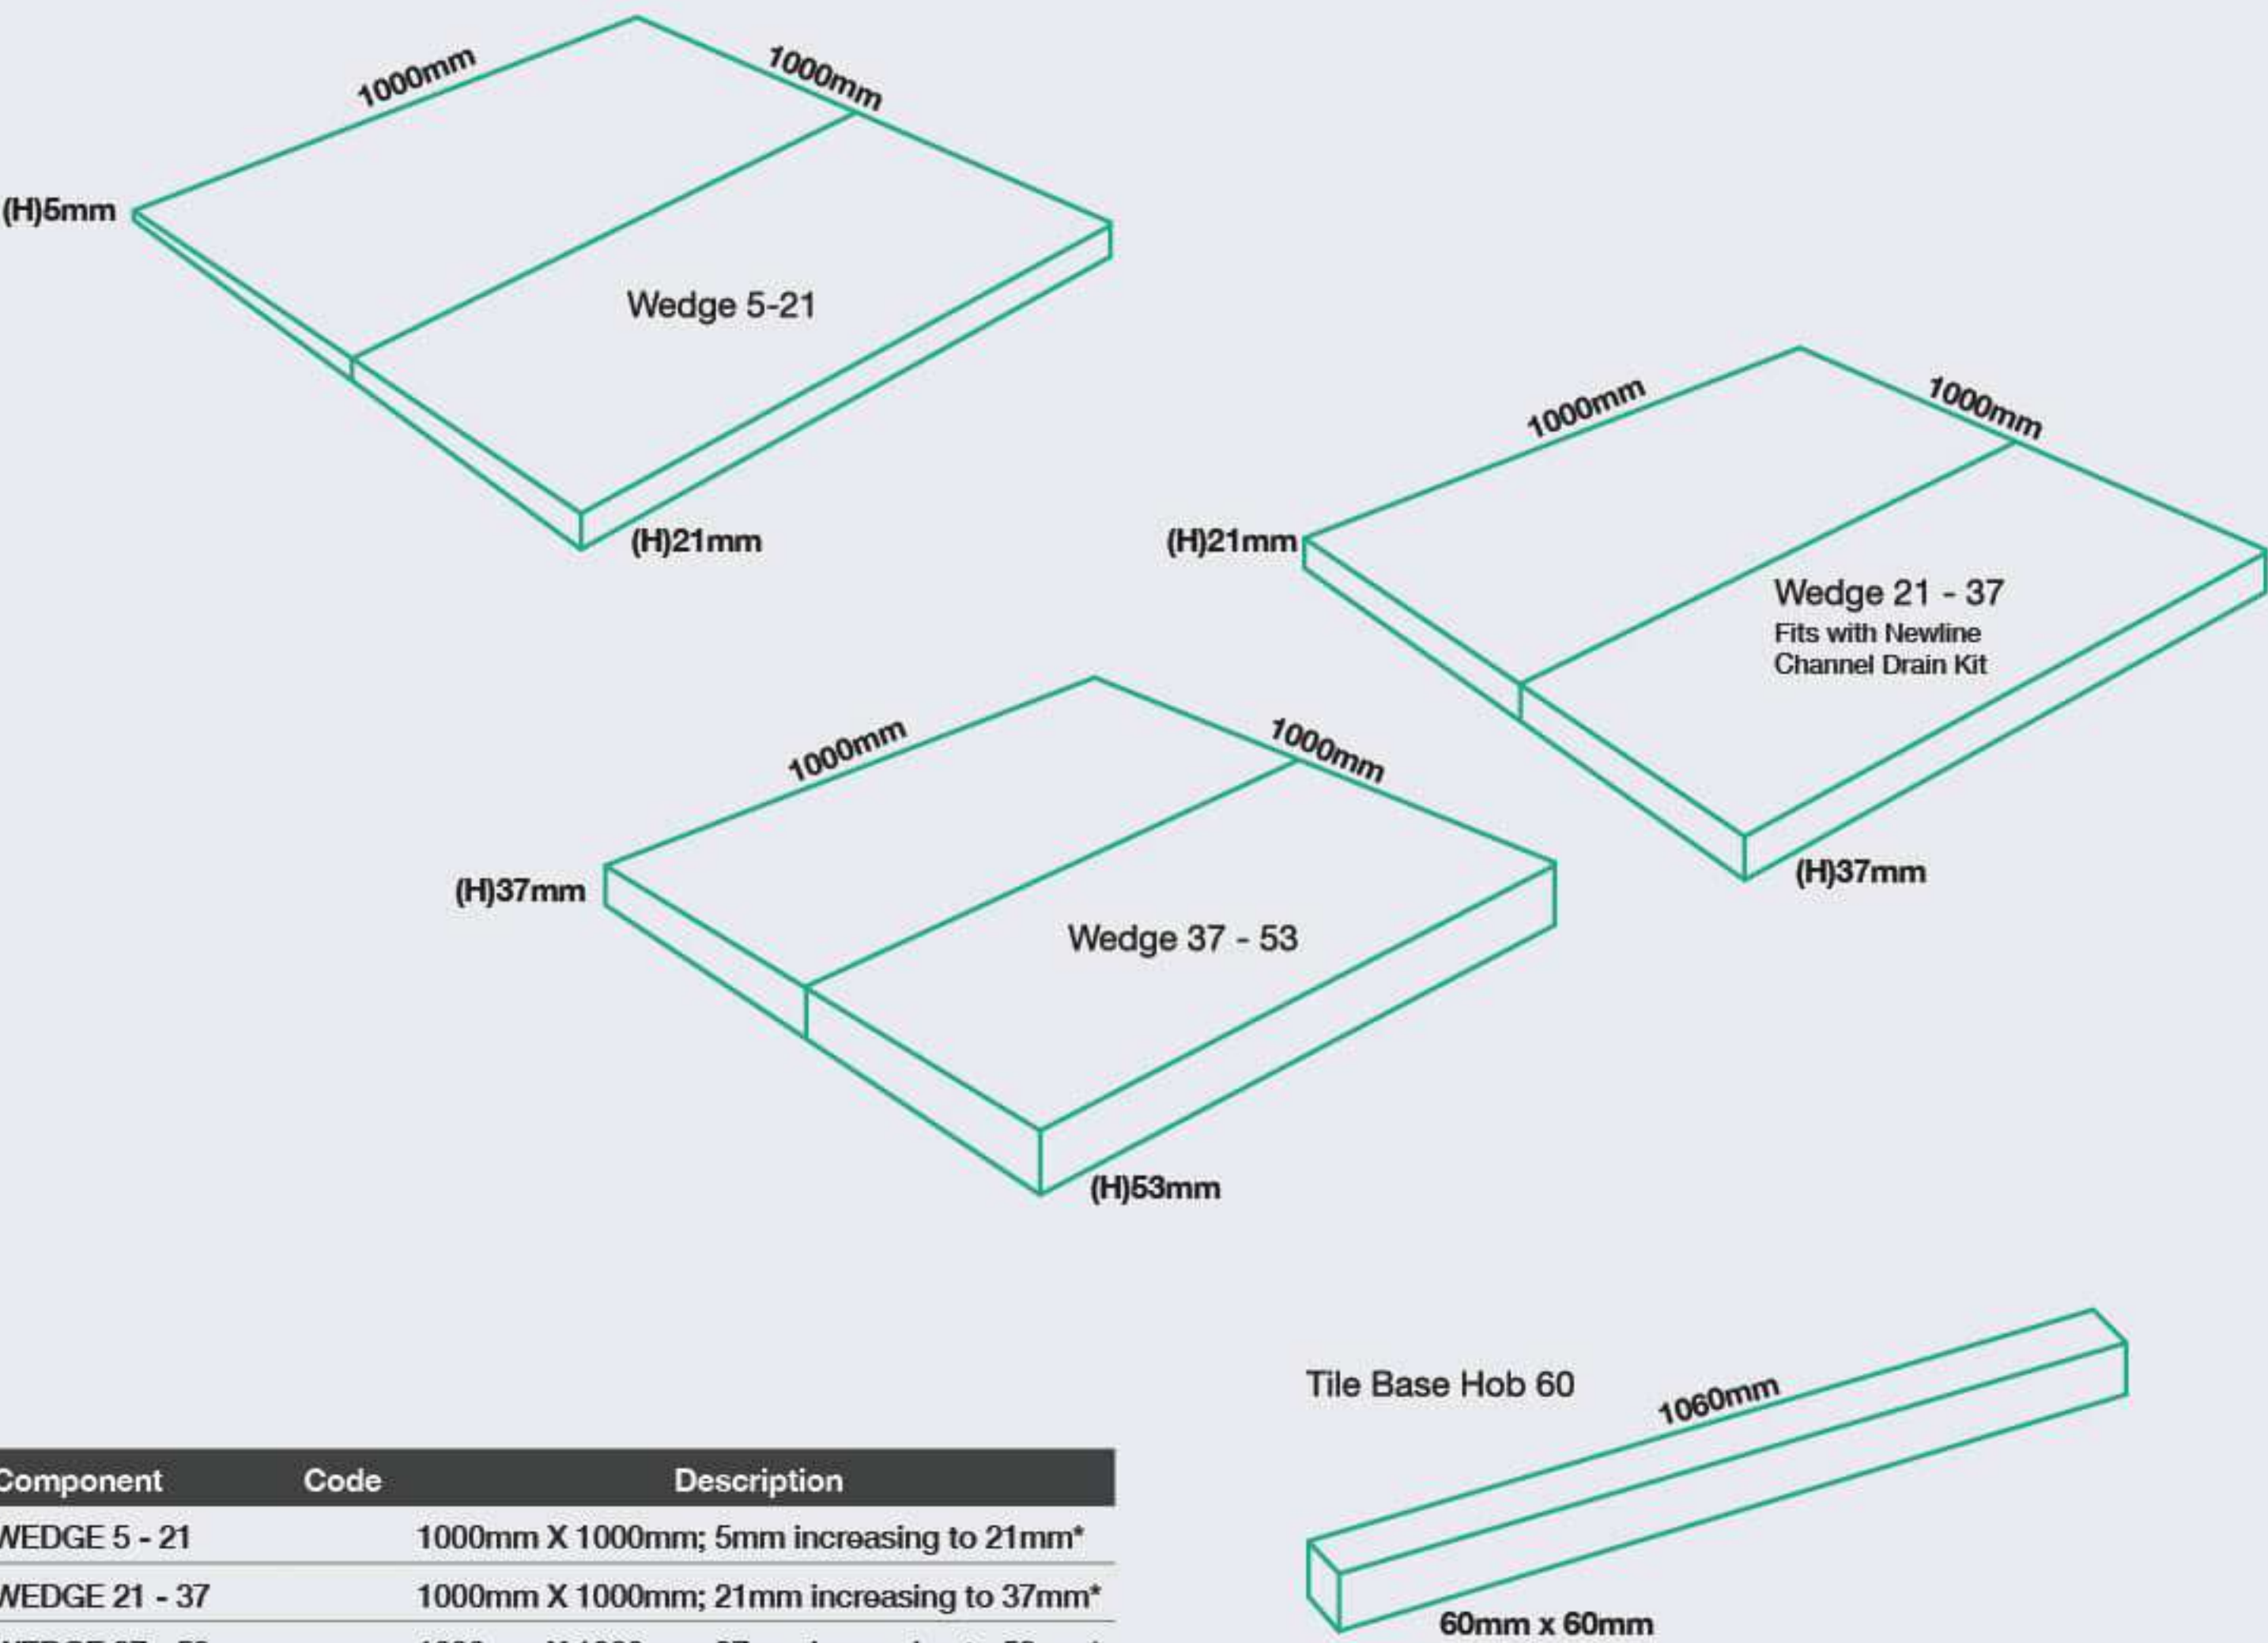 1000mm
1000mm
(H)5mm
Wedge 5-21
(H)21mm
1000mm
1000mm
(H)21mm
Wedge 21 - 37
Fits with Newline
Channel Drain Kit
(H)37mm
1000mm
1000mm
(H)37mm
Wedge 37 - 53
(H)53mm
Tile Base Hob 60
1060mm
60mm x 60mm
Component Code Description
WEDGE 5 - 21 1000mm X 1000mm; 5mm increasing to 21mm*
WEDGE 21 - 37 1000mm X 1000mm; 21mm increasing to 37mm*